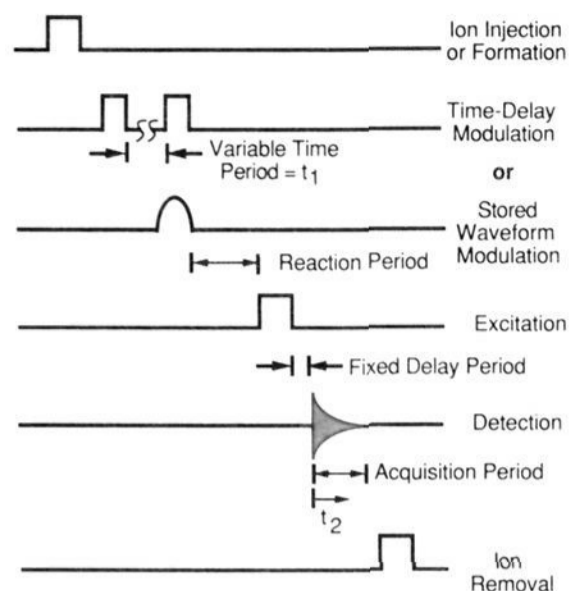 Ion Injection
or Formation
Time-Delay
Modulation
Variable Time
Period = t₁
or
Stored
Waveform
Modulation
Reaction Period
Excitation
Fixed Delay Period
Detection
Acquisition Period
t₂
Ion
Removal